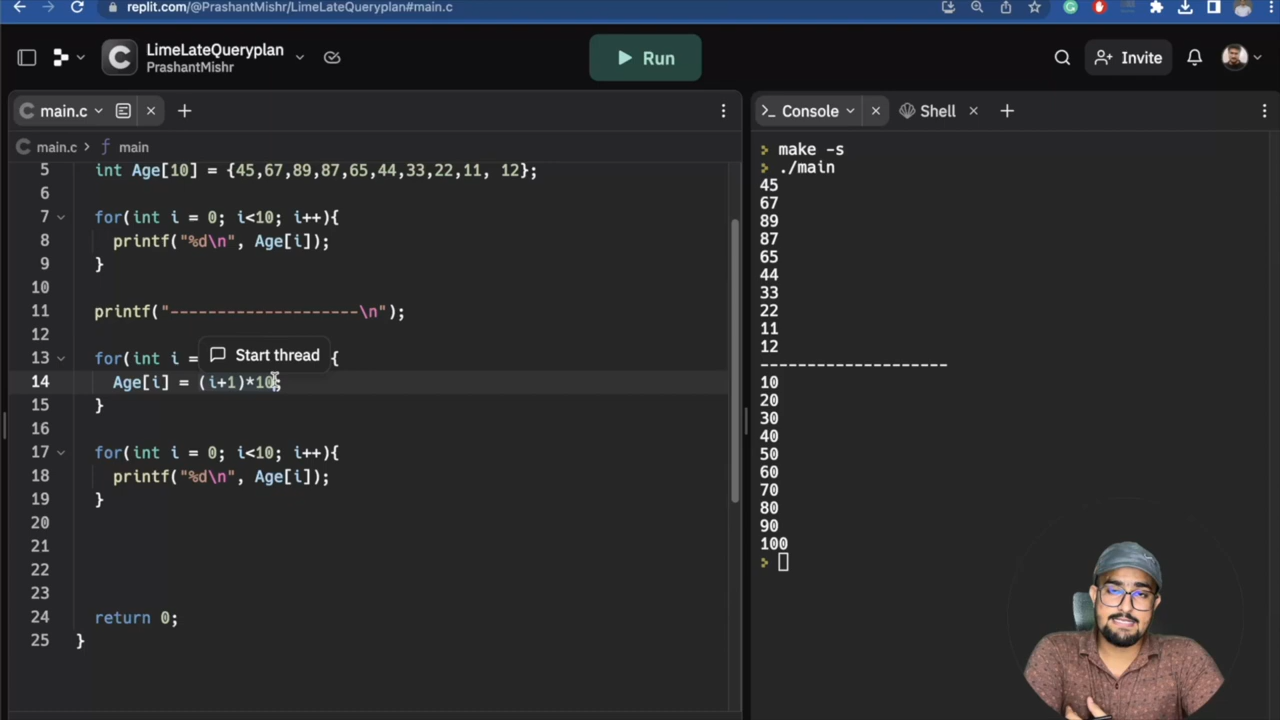 replit.com/@PrashantMishr/LimeLateQueryplan#main.c
LimeLateQueryplan
PrashantMishr
Run
Invite
main.c
main.c > main
5 int Age[10] = {45,67,89,87,65,44,33,22,11, 12};
6
7 for(int i = 0; i<10; i++){
8 printf("%d\n", Age[i]);
9 }
10
11 printf("--------------------\n");
12
13 for(int i = {
Start thread
14 Age[i] = (i+1)*10;
15 }
16
17 for(int i = 0; i<10; i++){
18 printf("%d\n", Age[i]);
19 }
20
21
22
23
24 return 0;
25 }
>_ Console
Shell
> make -s
> ./main
45
67
89
87
65
44
33
22
11
12
--------------------
10
20
30
40
50
60
70
80
90
100
>